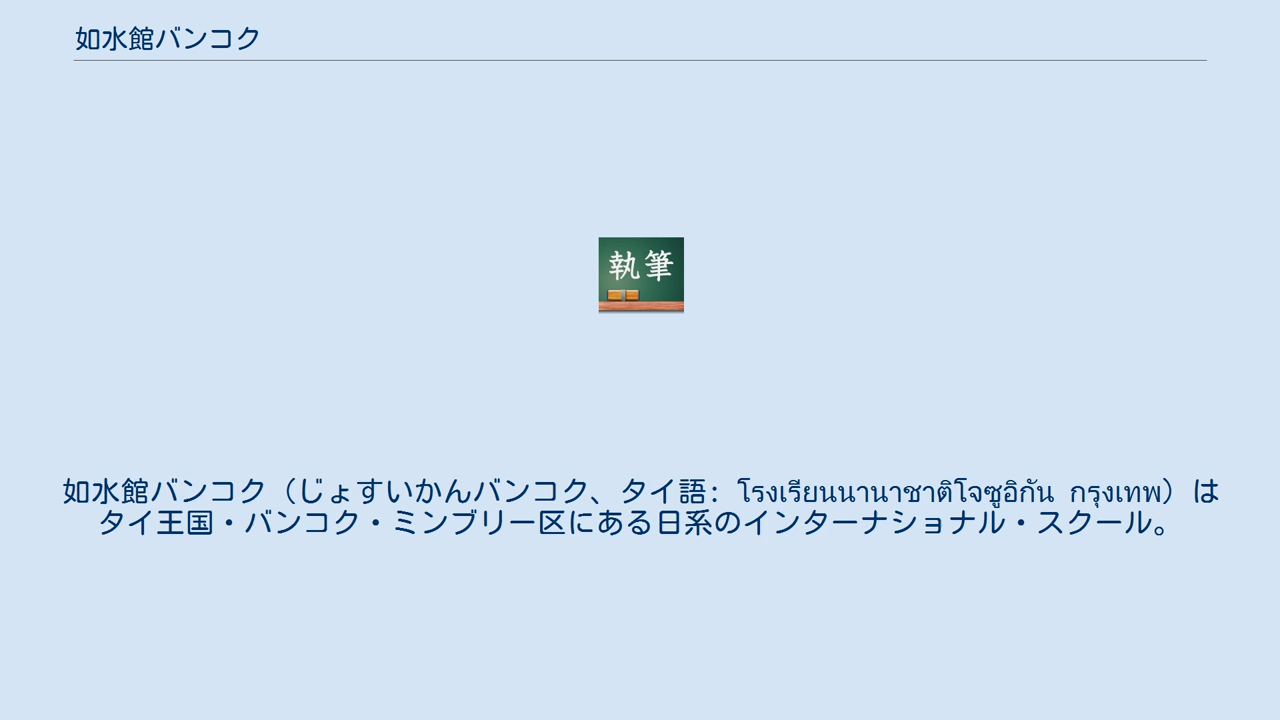 如水館バンコク
執筆
如水館バンコク（じょすいかんバンコク、タイ語: โรงเรียนนานาชาติโจซูอิกัน กรุงเทพ）は
タイ王国・バンコク・ミンブリー区にある日系のインターナショナル・スクール。